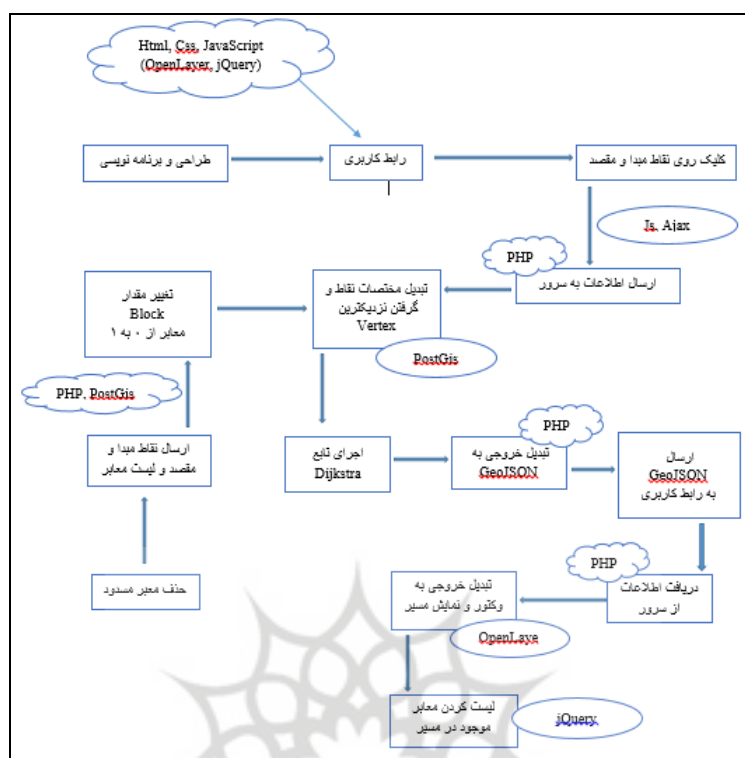 Html, Css, JavaScript
(OpenLayer, jQuery)
طراحی و برنامه نویسی
رابط کاربری
کلیک روی نقاط مبدا و مقصد
Js, Ajax
PHP
ارسال اطلاعات به سرور
تبدیل مختصات نقاط و
گرفتن نزدیکترین
Vertex
PostGis
تغییر مقدار
Block
معابر از ۰ به ۱
PHP, PostGis
ارسال نقاط مبدا و
مقصد و لیست معابر
حذف معبر مسدود
اجرای تابع
Dijkstra
PHP
تبدیل خروجی به
GeoJSON
ارسال
GeoJSON
به رابط کاربری
PHP
دریافت اطلاعات
از سرور
تبدیل خروجی به
وکتور و نمایش مسیر
OpenLaye
لیست کردن معابر
موجود در مسیر
jQuery